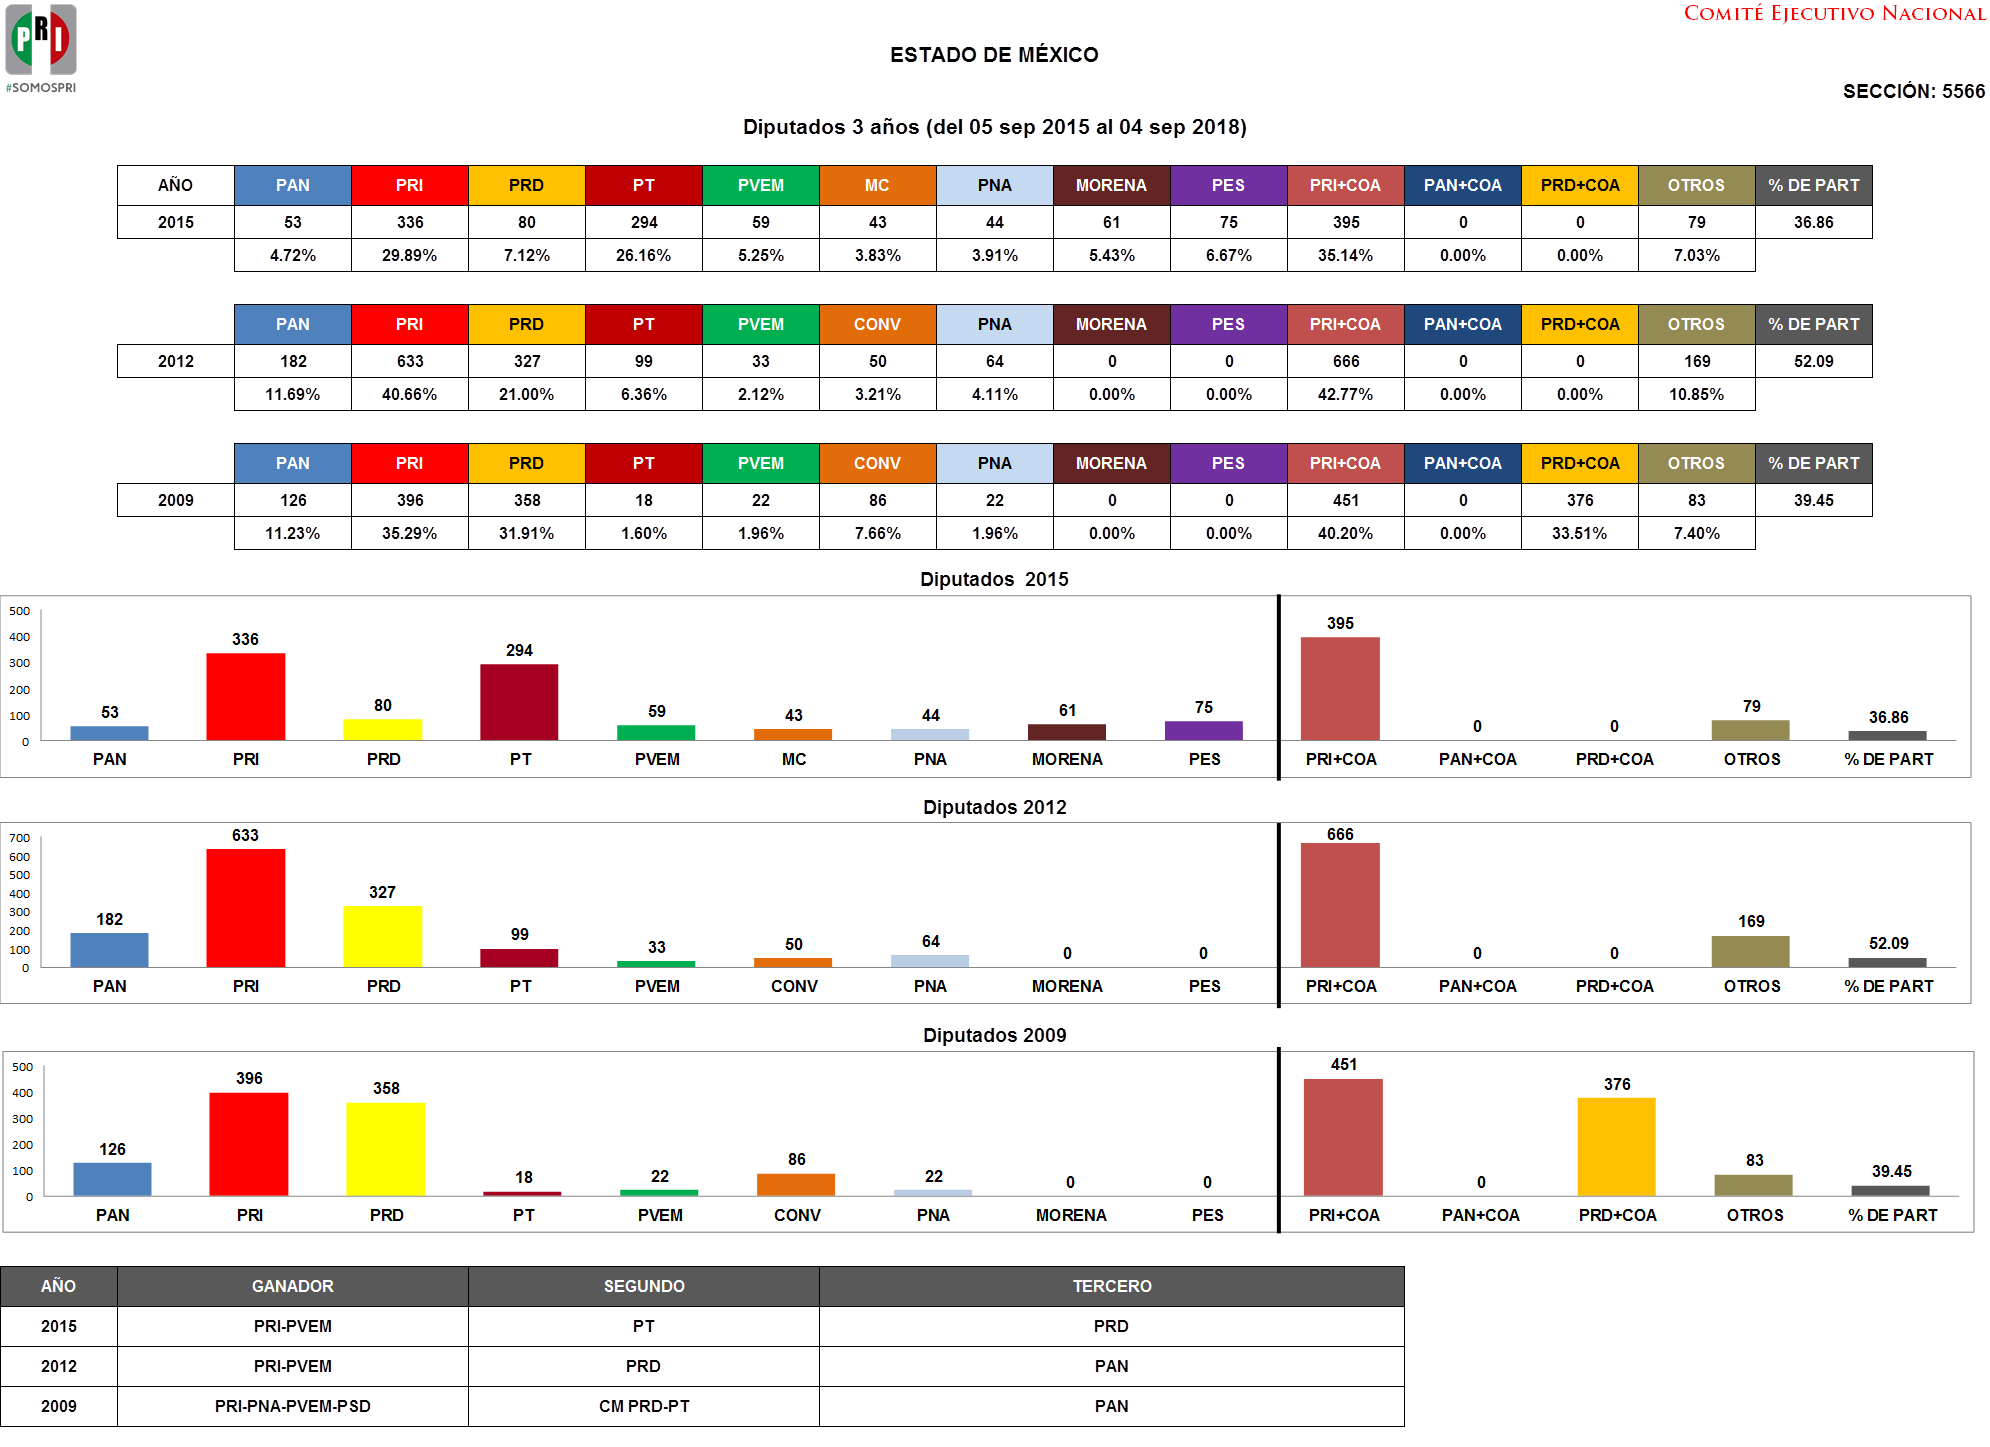 PRI
#SOMOSPRI
COMITÉ EJECUTIVO NACIONAL
ESTADO DE MÉXICO
SECCIÓN: 5566
Diputados 3 años (del 05 sep 2015 al 04 sep 2018)
AÑO PAN PRI PRD PT PVEM MC PNA MORENA PES PRI+COA PAN+COA PRD+COA OTROS % DE PART
2015 53 336 80 294 59 43 44 61 75 395 0 0 79 36.86
4.72% 29.89% 7.12% 26.16% 5.25% 3.83% 3.91% 5.43% 6.67% 35.14% 0.00% 0.00% 7.03%
PAN PRI PRD PT PVEM CONV PNA MORENA PES PRI+COA PAN+COA PRD+COA OTROS % DE PART
2012 182 633 327 99 33 50 64 0 0 666 0 0 169 52.09
11.69% 40.66% 21.00% 6.36% 2.12% 3.21% 4.11% 0.00% 0.00% 42.77% 0.00% 0.00% 10.85%
PAN PRI PRD PT PVEM CONV PNA MORENA PES PRI+COA PAN+COA PRD+COA OTROS % DE PART
2009 126 396 358 18 22 86 22 0 0 451 0 376 83 39.45
11.23% 35.29% 31.91% 1.60% 1.96% 7.66% 1.96% 0.00% 0.00% 40.20% 0.00% 33.51% 7.40%
Diputados 2015
500
400
300
200
100
0
53 336 80 294 59 43 44 61 75 395 0 0 79 36.86
PAN PRI PRD PT PVEM MC PNA MORENA PES PRI+COA PAN+COA PRD+COA OTROS % DE PART
Diputados 2012
700
600
500
400
300
200
100
0
182 633 327 99 33 50 64 0 0 666 0 0 169 52.09
PAN PRI PRD PT PVEM CONV PNA MORENA PES PRI+COA PAN+COA PRD+COA OTROS % DE PART
Diputados 2009
500
400
300
200
100
0
126 396 358 18 22 86 22 0 0 451 0 376 83 39.45
PAN PRI PRD PT PVEM CONV PNA MORENA PES PRI+COA PAN+COA PRD+COA OTROS % DE PART
AÑO GANADOR SEGUNDO TERCERO
2015 PRI-PVEM PT PRD
2012 PRI-PVEM PRD PAN
2009 PRI-PNA-PVEM-PSD CM PRD-PT PAN